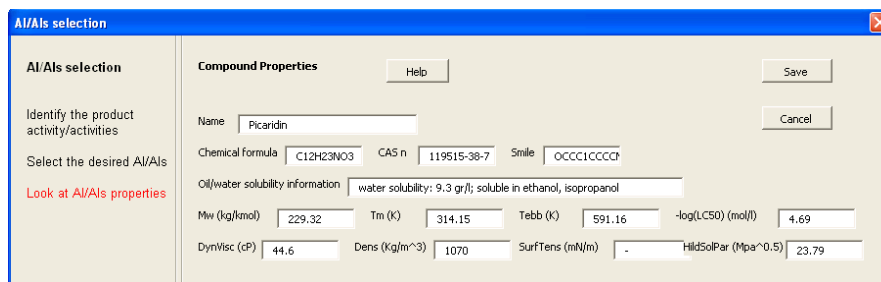 AI/AIs selection
AI/AIs selection
Identify the product
activity/activities
Select the desired AI/AIs
Look at AI/AIs properties
Compound Properties Help Save
Cancel
Name Picaridin
Chemical formula C12H23NO3 CAS n 119515-38-7 Smile OCCC1CCCC
Oil/water solubility information water solubility: 9.3 gr/l; soluble in ethanol, isopropanol
Mw (kg/kmol) 229.32 Tm (K) 314.15 Tebb (K) 591.16 -log(LC50) (mol/l) 4.69
DynVisc (cP) 44.6 Dens (Kg/m^3) 1070 SurfTens (mN/m) - HildSolPar (Mpa^0.5) 23.79